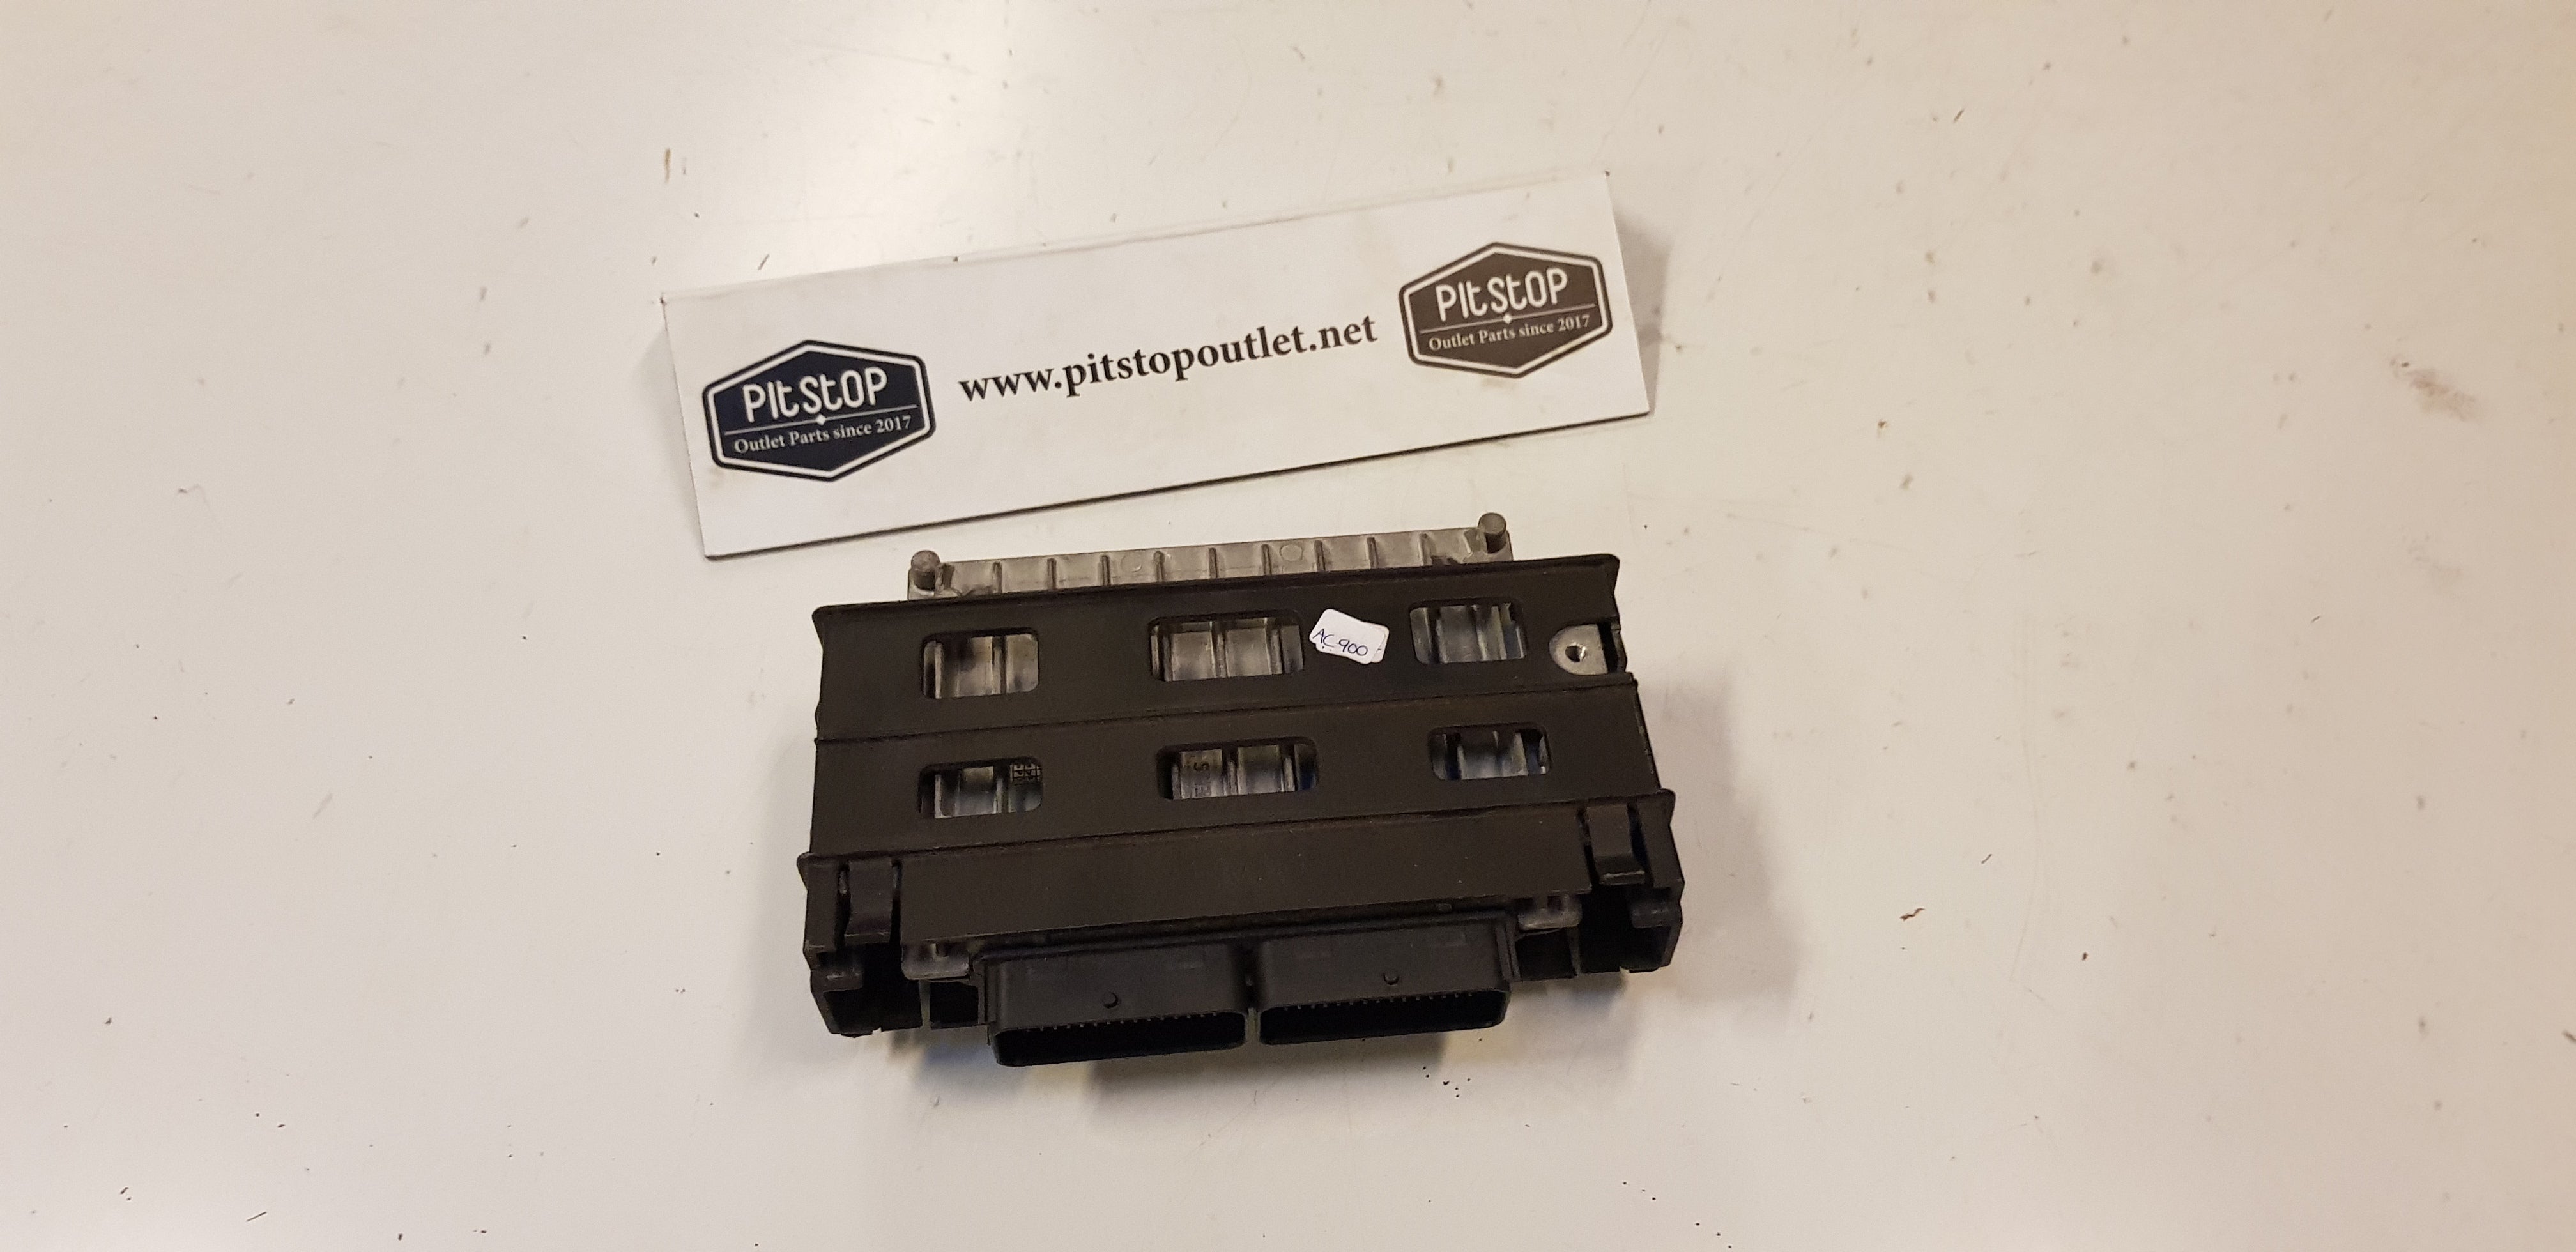 PItStOP
Outlet Parts since 2017
www.pitstopoutlet.net
PItStOP
Outlet Parts since 2017
AC900